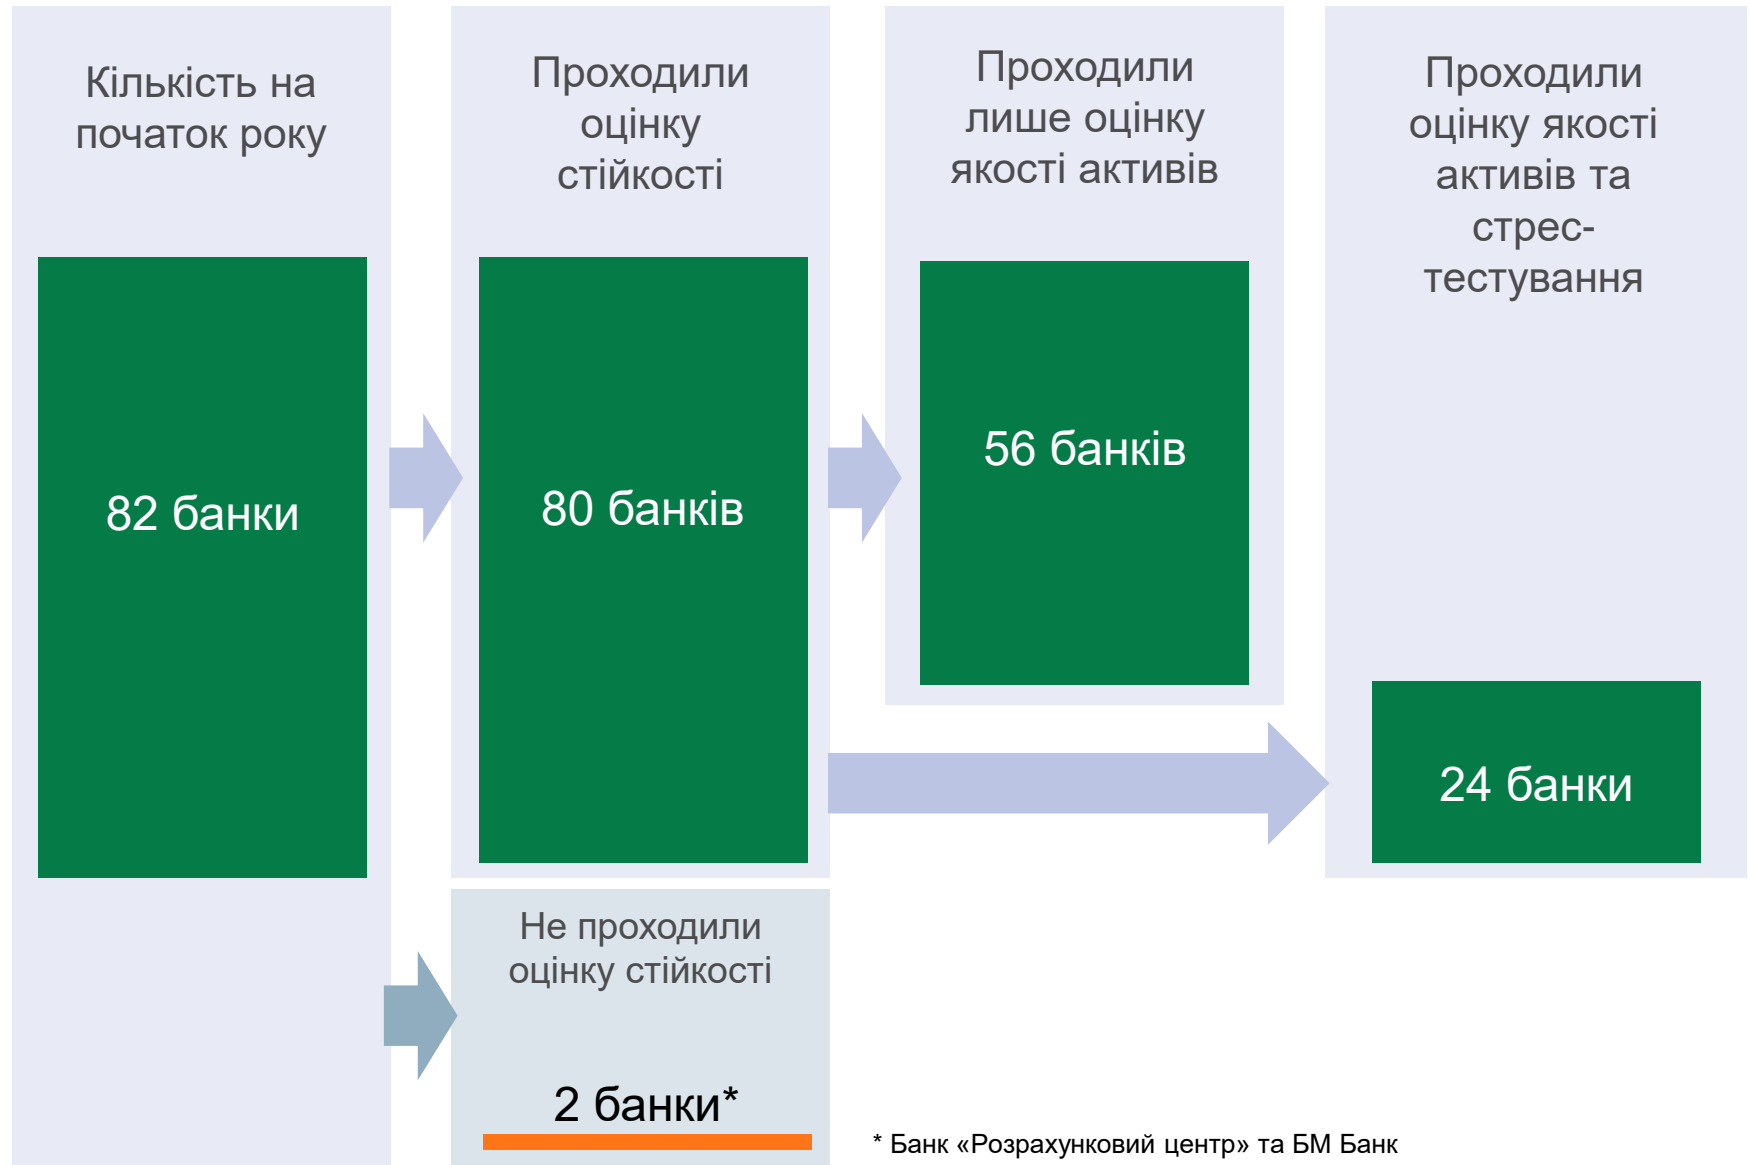 Кількість на
початок року
82 банки
Проходили
оцінку
стійкості
80 банків
Не проходили
оцінку стійкості
2 банки*
Проходили
лише оцінку
якості активів
56 банків
Проходили
оцінку якості
активів та
стрес-
тестування
24 банки
* Банк «Розрахунковий центр» та БМ Банк